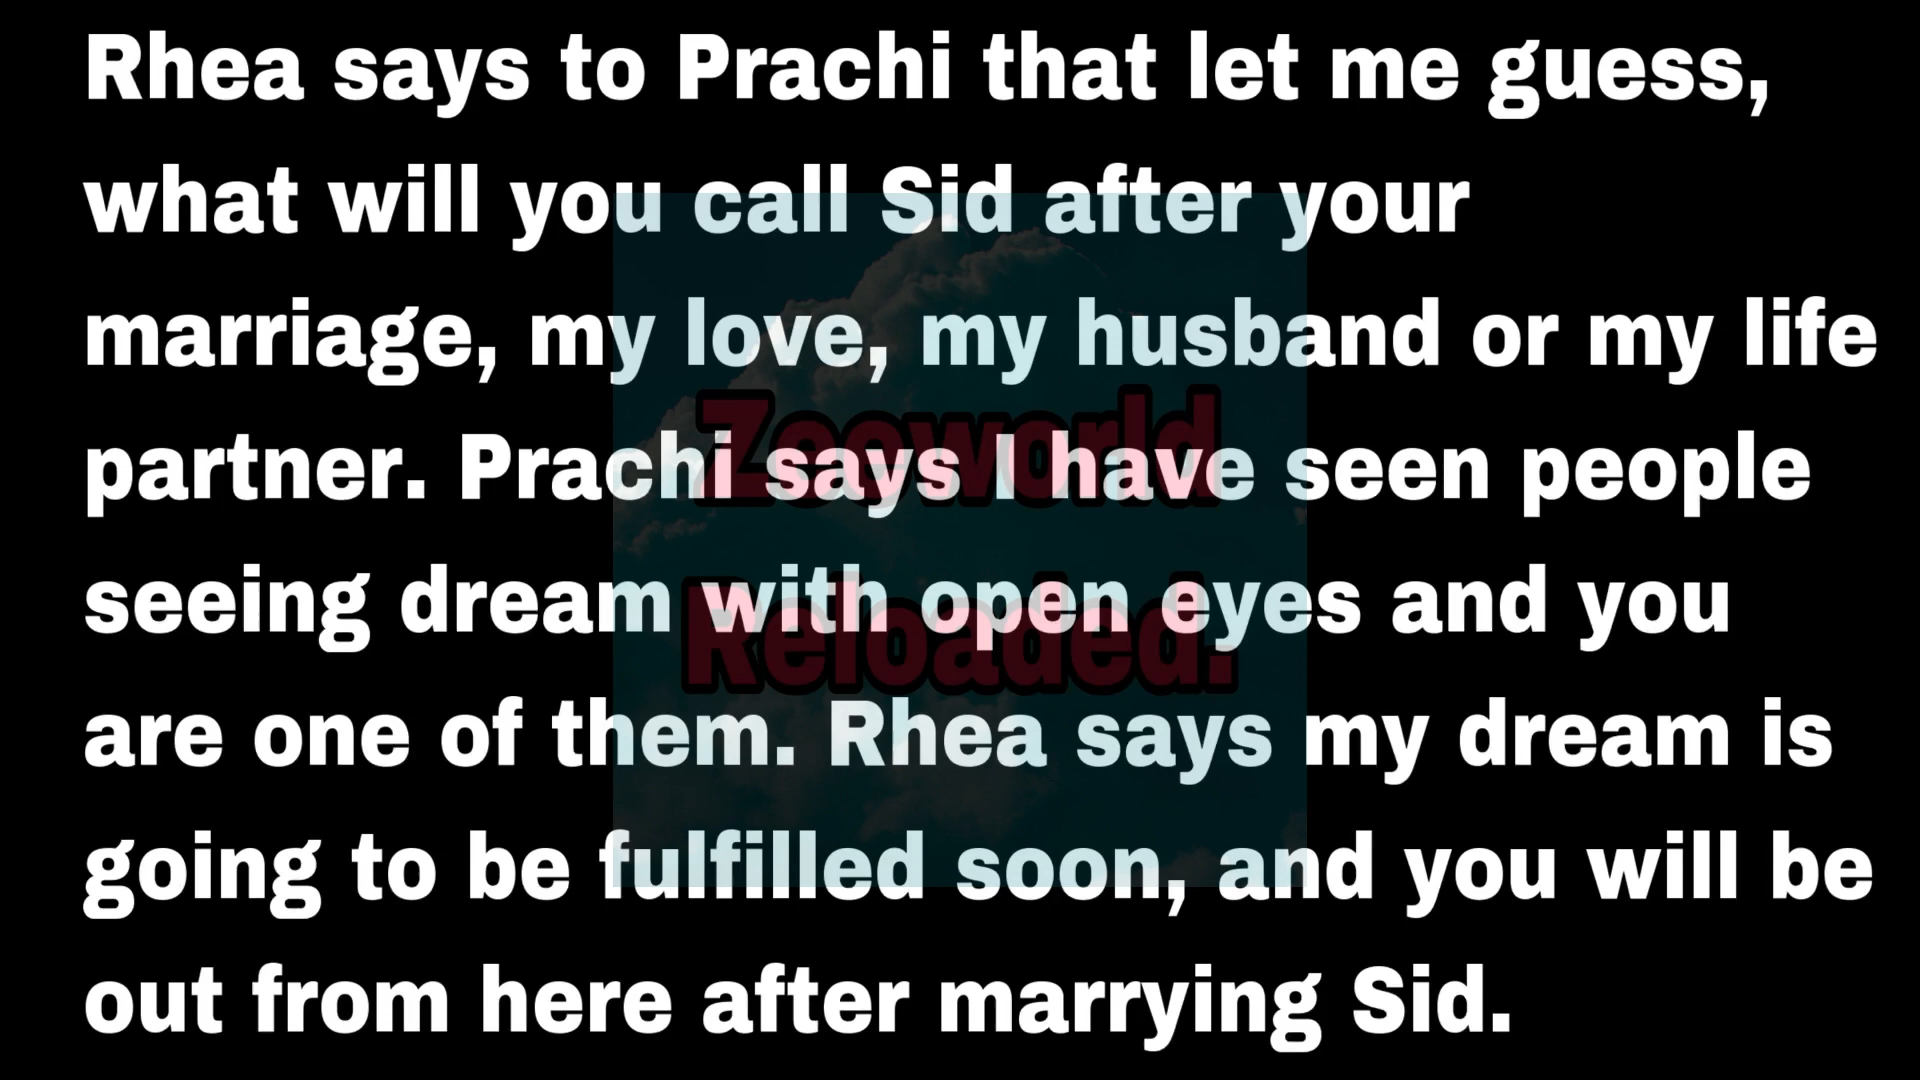 Rhea says to Prachi that let me guess,
what will you call Sid after your
marriage, my love, my husband or my life
partner. Prachi says I have seen people
seeing dream with open eyes and you
are one of them. Rhea says my dream is
going to be fulfilled soon, and you will be
out from here after marrying Sid.
Zeeworld
Reloaded.